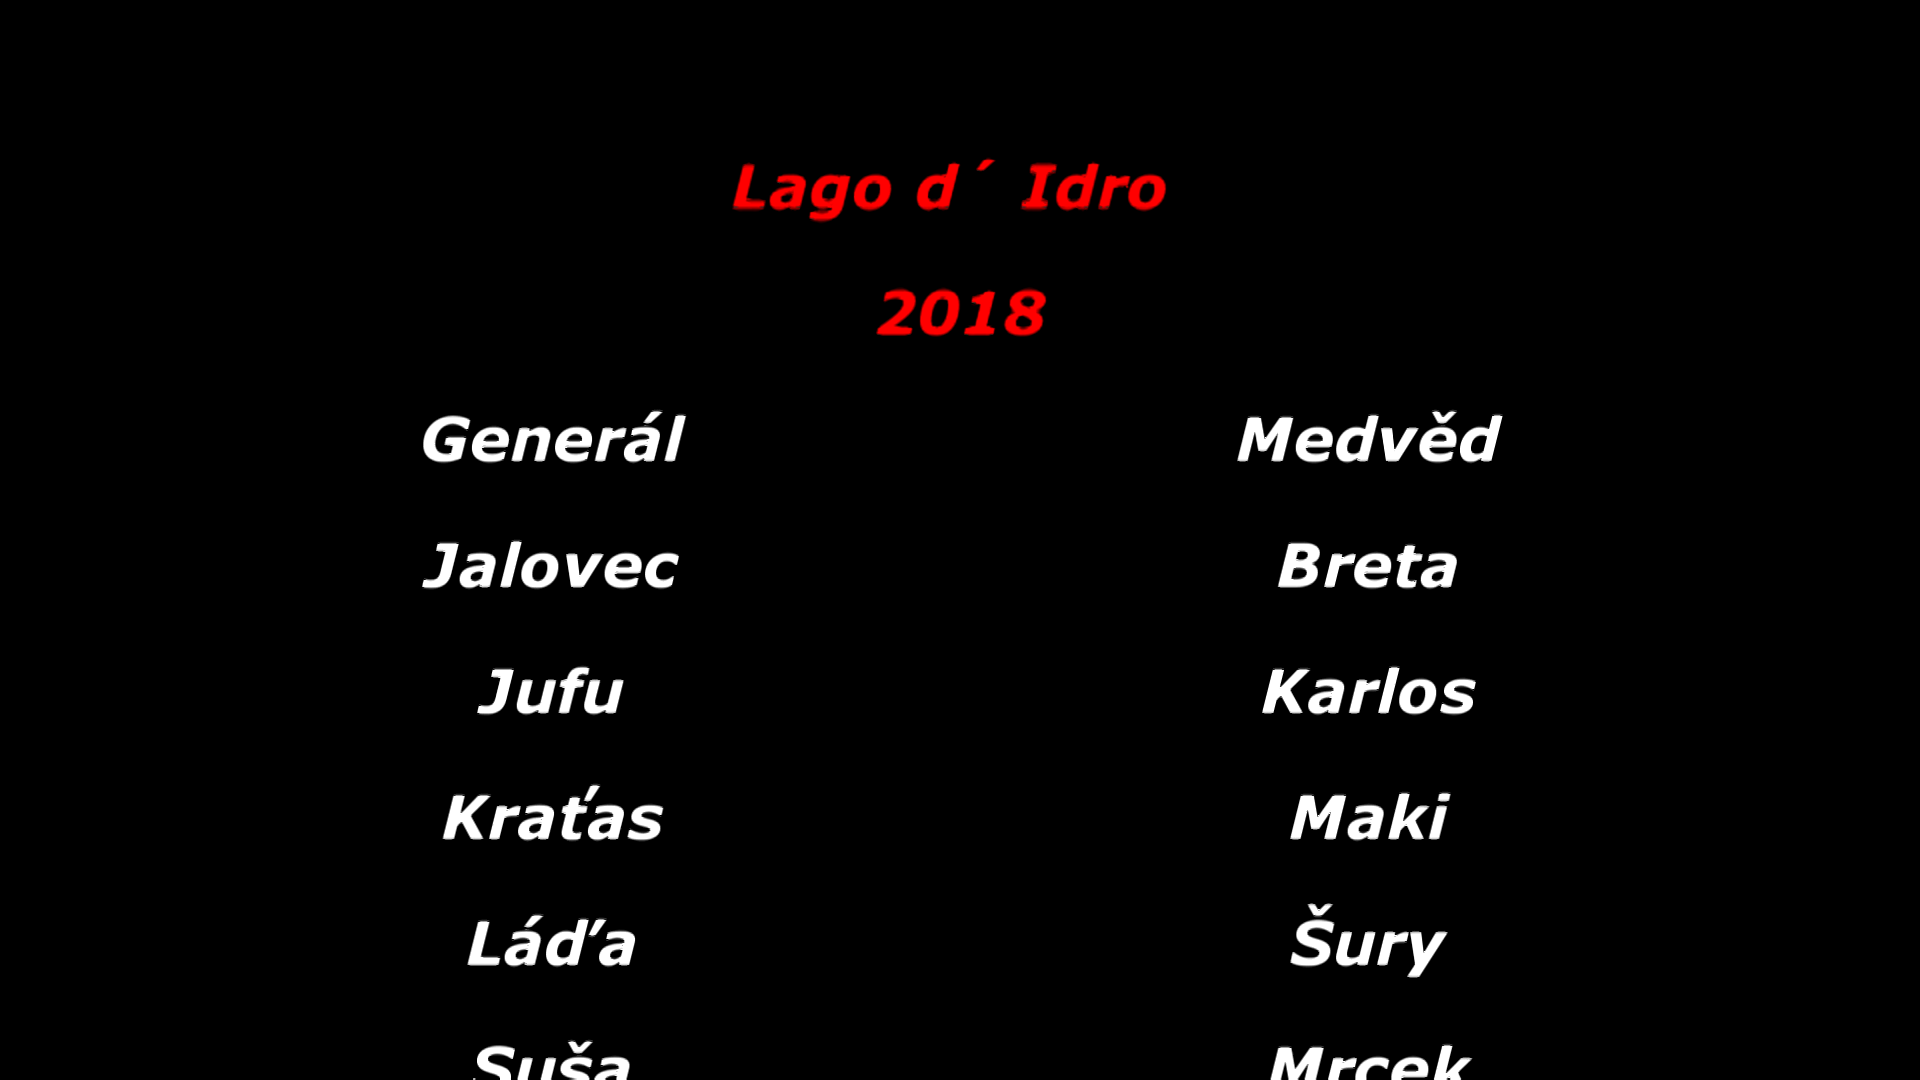 Lago d´ Idro
2018
Generál Medvěd
Jalovec Breta
Jufu Karlos
Kraťas Maki
Láďa Šury
Suša Mrcek